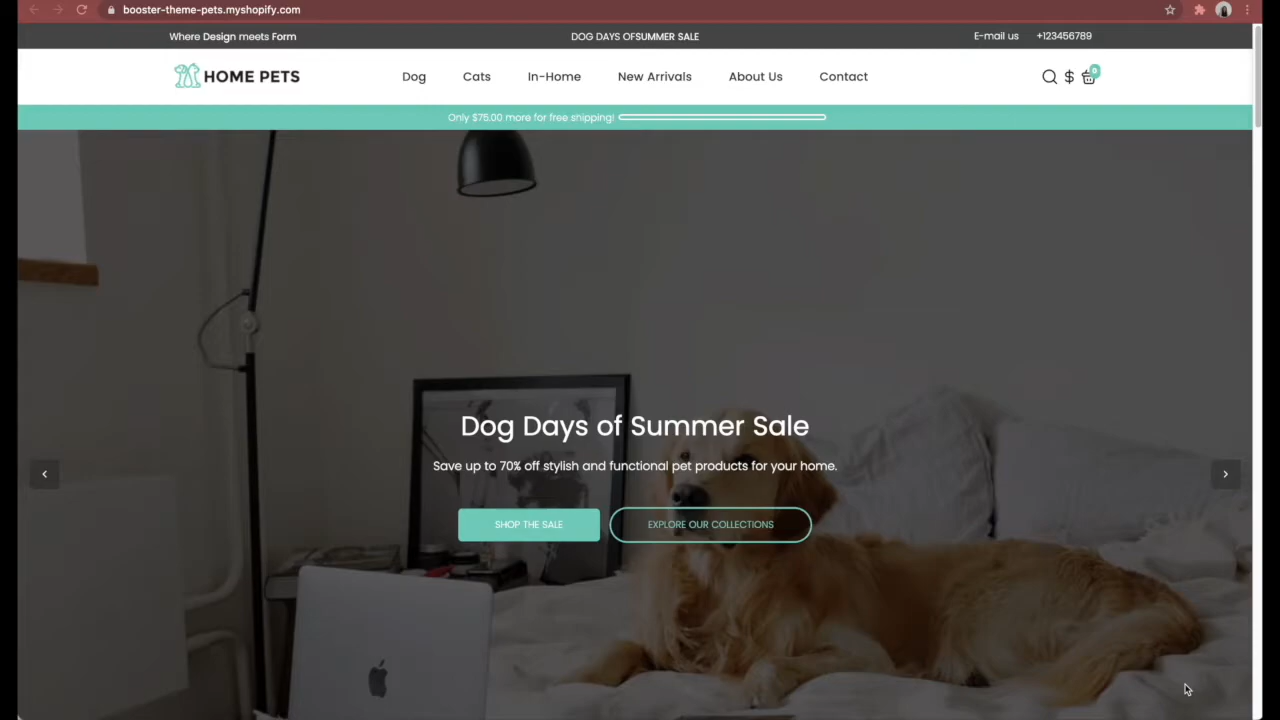 booster-theme-pets.myshopify.com
Where Design meets Form
DOG DAYS OFSUMMER SALE
E-mail us +123456789
HOME PETS
Dog Cats In-Home New Arrivals About Us Contact
$ 0
Only $75.00 more for free shipping!
Dog Days of Summer Sale
Save up to 70% off stylish and functional pet products for your home.
SHOP THE SALE
EXPLORE OUR COLLECTIONS